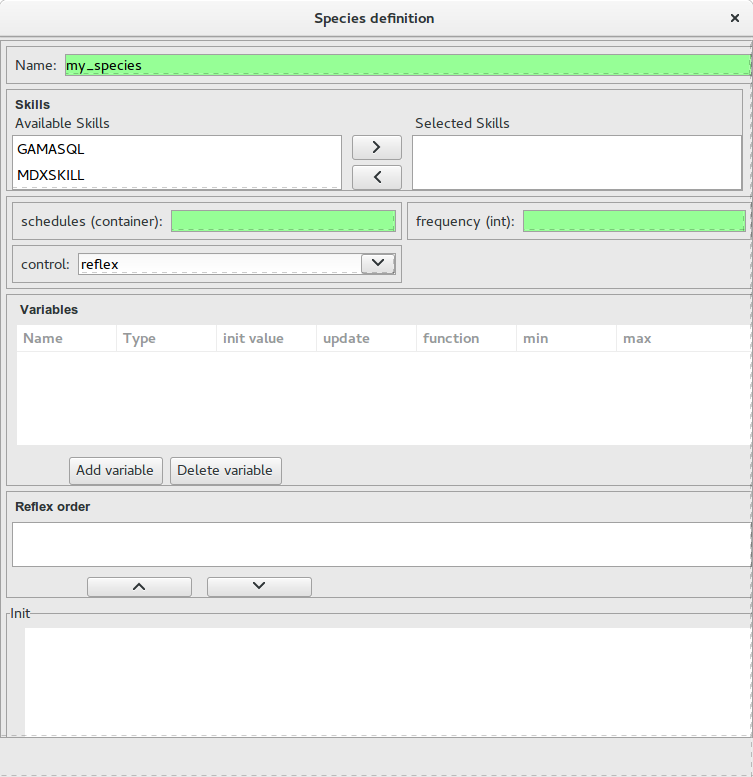 Species definition
Name: my_species
Skills
Available Skills
Selected Skills
GAMASQL
MDXSKILL
schedules (container):
frequency (int):
control: reflex
Variables
Name Type init value update function min max
Add variable Delete variable
Reflex order
Init